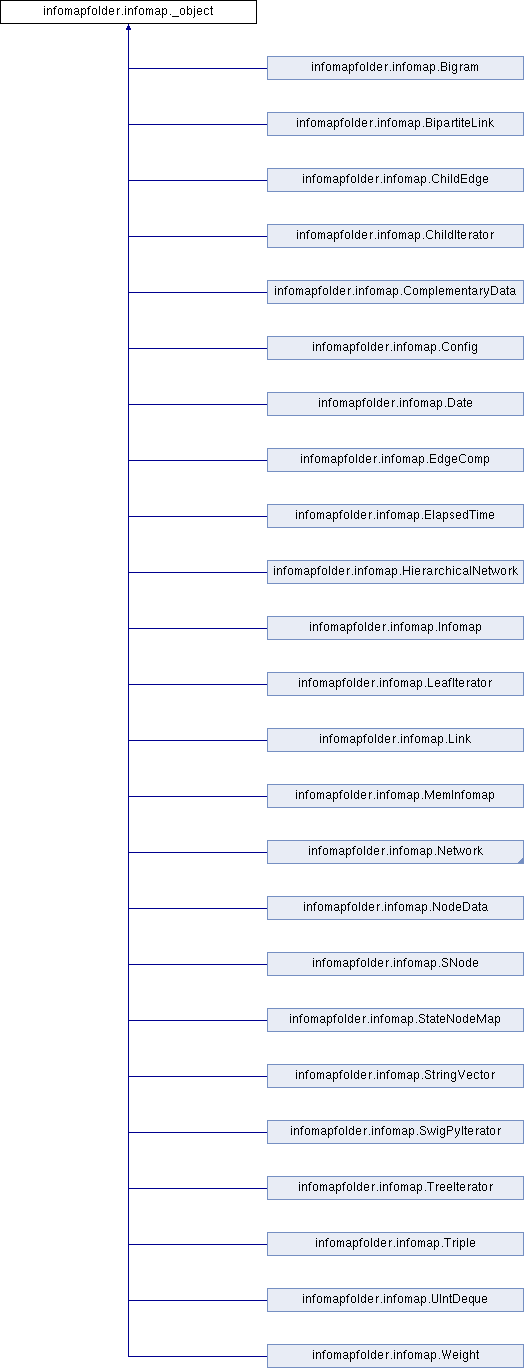 infomapfolder.infomap._object
infomapfolder.infomap.Bigram
infomapfolder.infomap.BipartiteLink
infomapfolder.infomap.ChildEdge
infomapfolder.infomap.ChildIterator
infomapfolder.infomap.ComplementaryData
infomapfolder.infomap.Config
infomapfolder.infomap.Date
infomapfolder.infomap.EdgeComp
infomapfolder.infomap.ElapsedTime
infomapfolder.infomap.HierarchicalNetwork
infomapfolder.infomap.Infomap
infomapfolder.infomap.LeafIterator
infomapfolder.infomap.Link
infomapfolder.infomap.MemInfomap
infomapfolder.infomap.Network
infomapfolder.infomap.NodeData
infomapfolder.infomap.SNode
infomapfolder.infomap.StateNodeMap
infomapfolder.infomap.StringVector
infomapfolder.infomap.SwigPyIterator
infomapfolder.infomap.TreeIterator
infomapfolder.infomap.Triple
infomapfolder.infomap.UIntDeque
infomapfolder.infomap.Weight